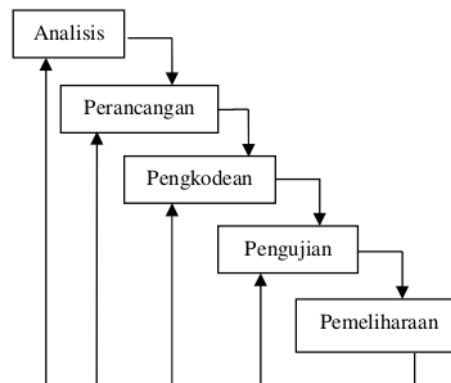 Analisis
Perancangan
Pengkodean
Pengujian
Pemeliharaan